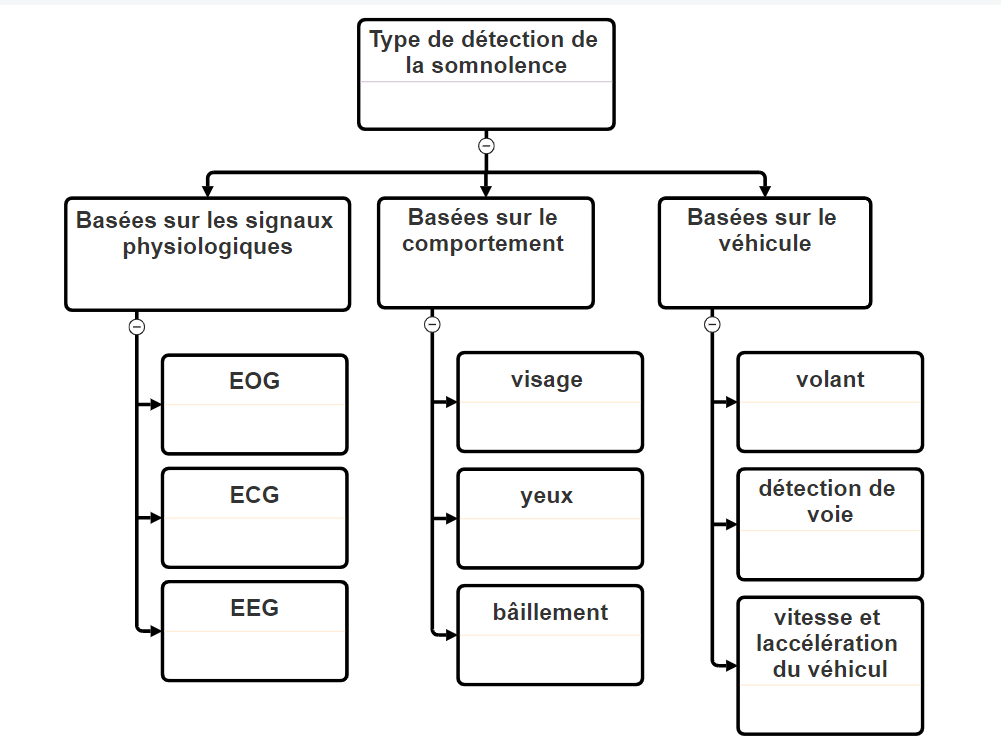 Type de détection de
la somnolence
Basées sur les signaux
physiologiques
EOG
ECG
EEG
Basées sur le
comportement
visage
yeux
bâillement
Basées sur le
véhicule
volant
détection de
voie
vitesse et
laccélération
du véhicul